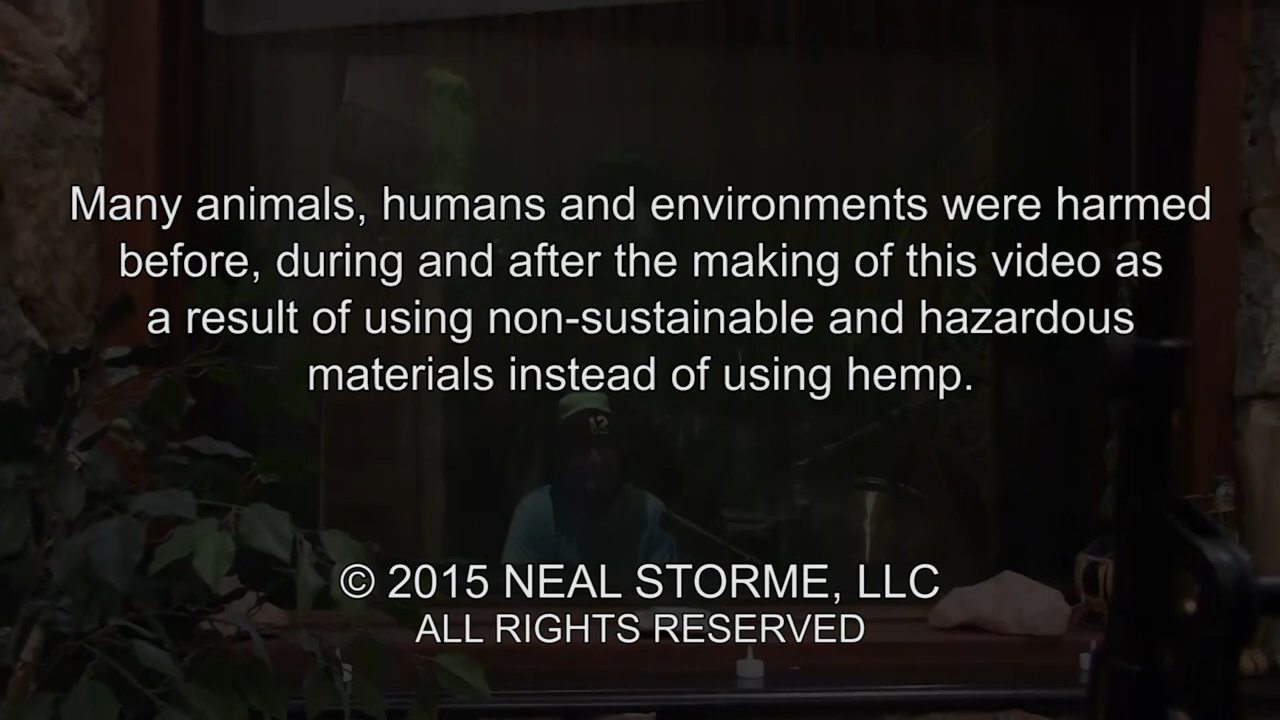 Many animals, humans and environments were harmed
before, during and after the making of this video as
a result of using non-sustainable and hazardous
materials instead of using hemp.
12
© 2015 NEAL STORME, LLC
ALL RIGHTS RESERVED